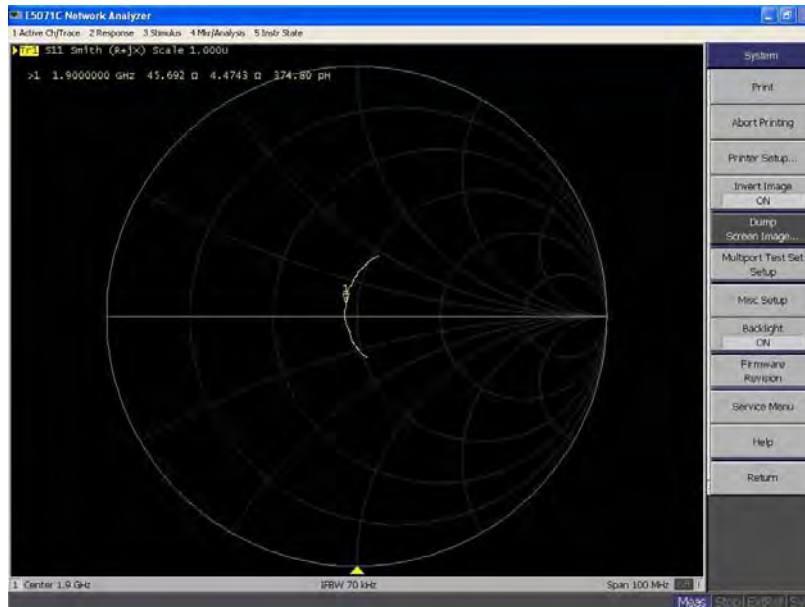 E5071C Network Analyzer
1 Active Ch/Trace 2 Response 3 Stimulus 4 Mkr/Analysis 5 Instr State
Tr1 S11 Smith (R+jX) Scale 1.000U
>1 1.9000000 GHz 45.692 Ω 4.4743 Ω 374.80 pH
System
Print
Abort Printing
Printer Setup...
Invert Image
ON
Dump
Screen Image...
Multiport Test Set
Setup
Misc Setup
Backlight
ON
Firmware
Revision
Service Menu
Help
Return
1 Center 1.9 GHz IFBW 70 kHz Span 100 MHz
Meas Stop ExtRef Svc